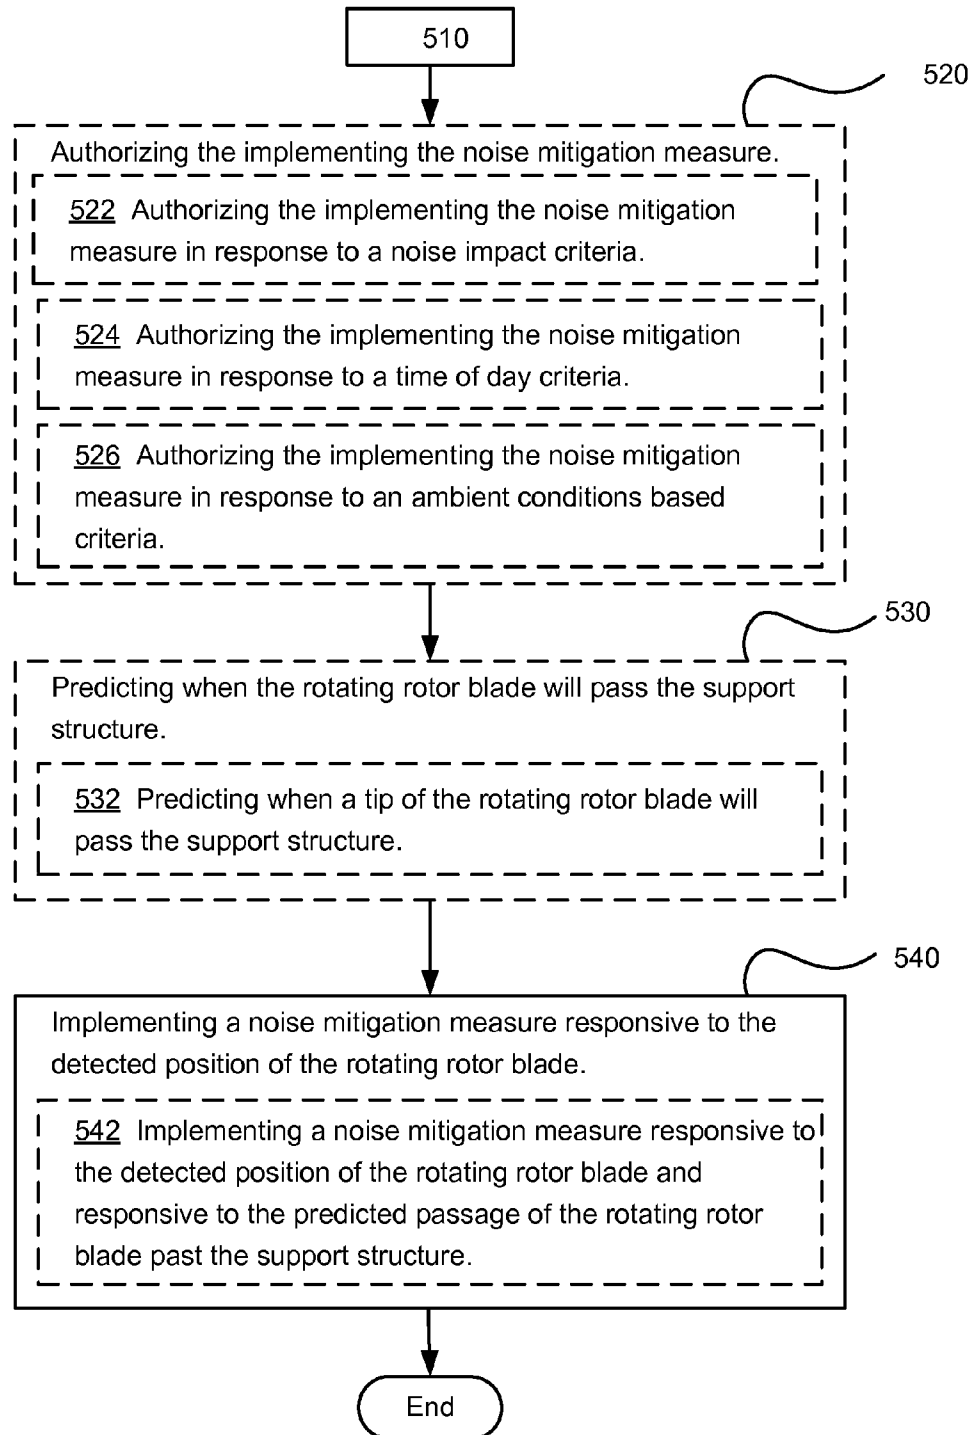 510
520
Authorizing the implementing the noise mitigation measure.
522 Authorizing the implementing the noise mitigation
measure in response to a noise impact criteria.
524 Authorizing the implementing the noise mitigation
measure in response to a time of day criteria.
526 Authorizing the implementing the noise mitigation
measure in response to an ambient conditions based
criteria.
530
Predicting when the rotating rotor blade will pass the support
structure.
532 Predicting when a tip of the rotating rotor blade will
pass the support structure.
540
Implementing a noise mitigation measure responsive to the
detected position of the rotating rotor blade.
542 Implementing a noise mitigation measure responsive to
the detected position of the rotating rotor blade and
responsive to the predicted passage of the rotating rotor
blade past the support structure.
End